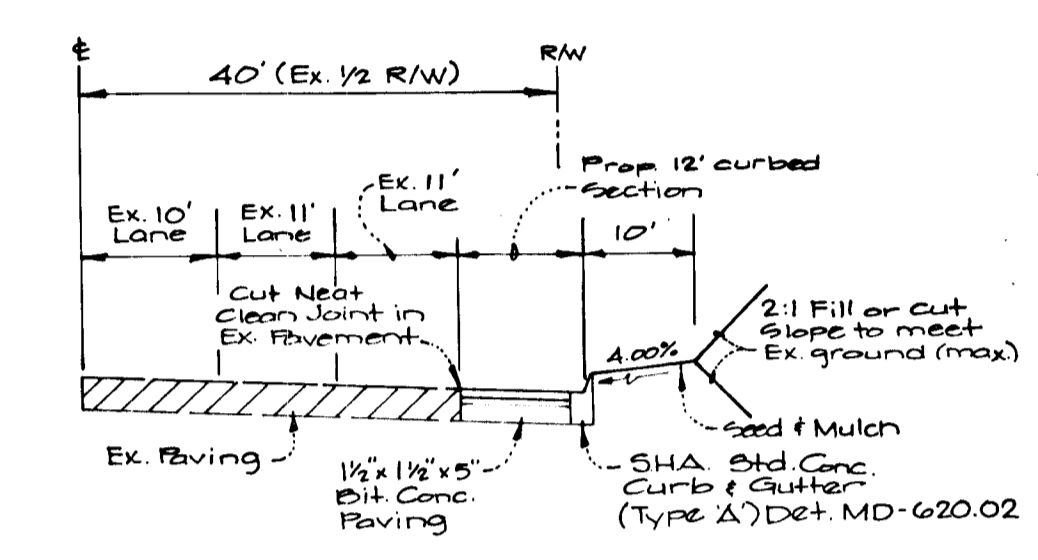 ℄
R/W
40' (Ex. 1/2 R/W)
Prop. 12' curbed
Section
Ex. 11'
Lane
Ex. 10'
Lane
Ex. 11'
Lane
10'
Cut Neat
Clean Joint in
Ex. Pavement
2:1 Fill or cut
Slope to meet
Ex. ground (max.)
4.00%
Seed & Mulch
Ex. Paving
1½" x 1½" x 5"
Bit. Conc.
Paving
S.H.A. Std. Conc.
Curb & Gutter
(Type 'A') Det. MD-620.02